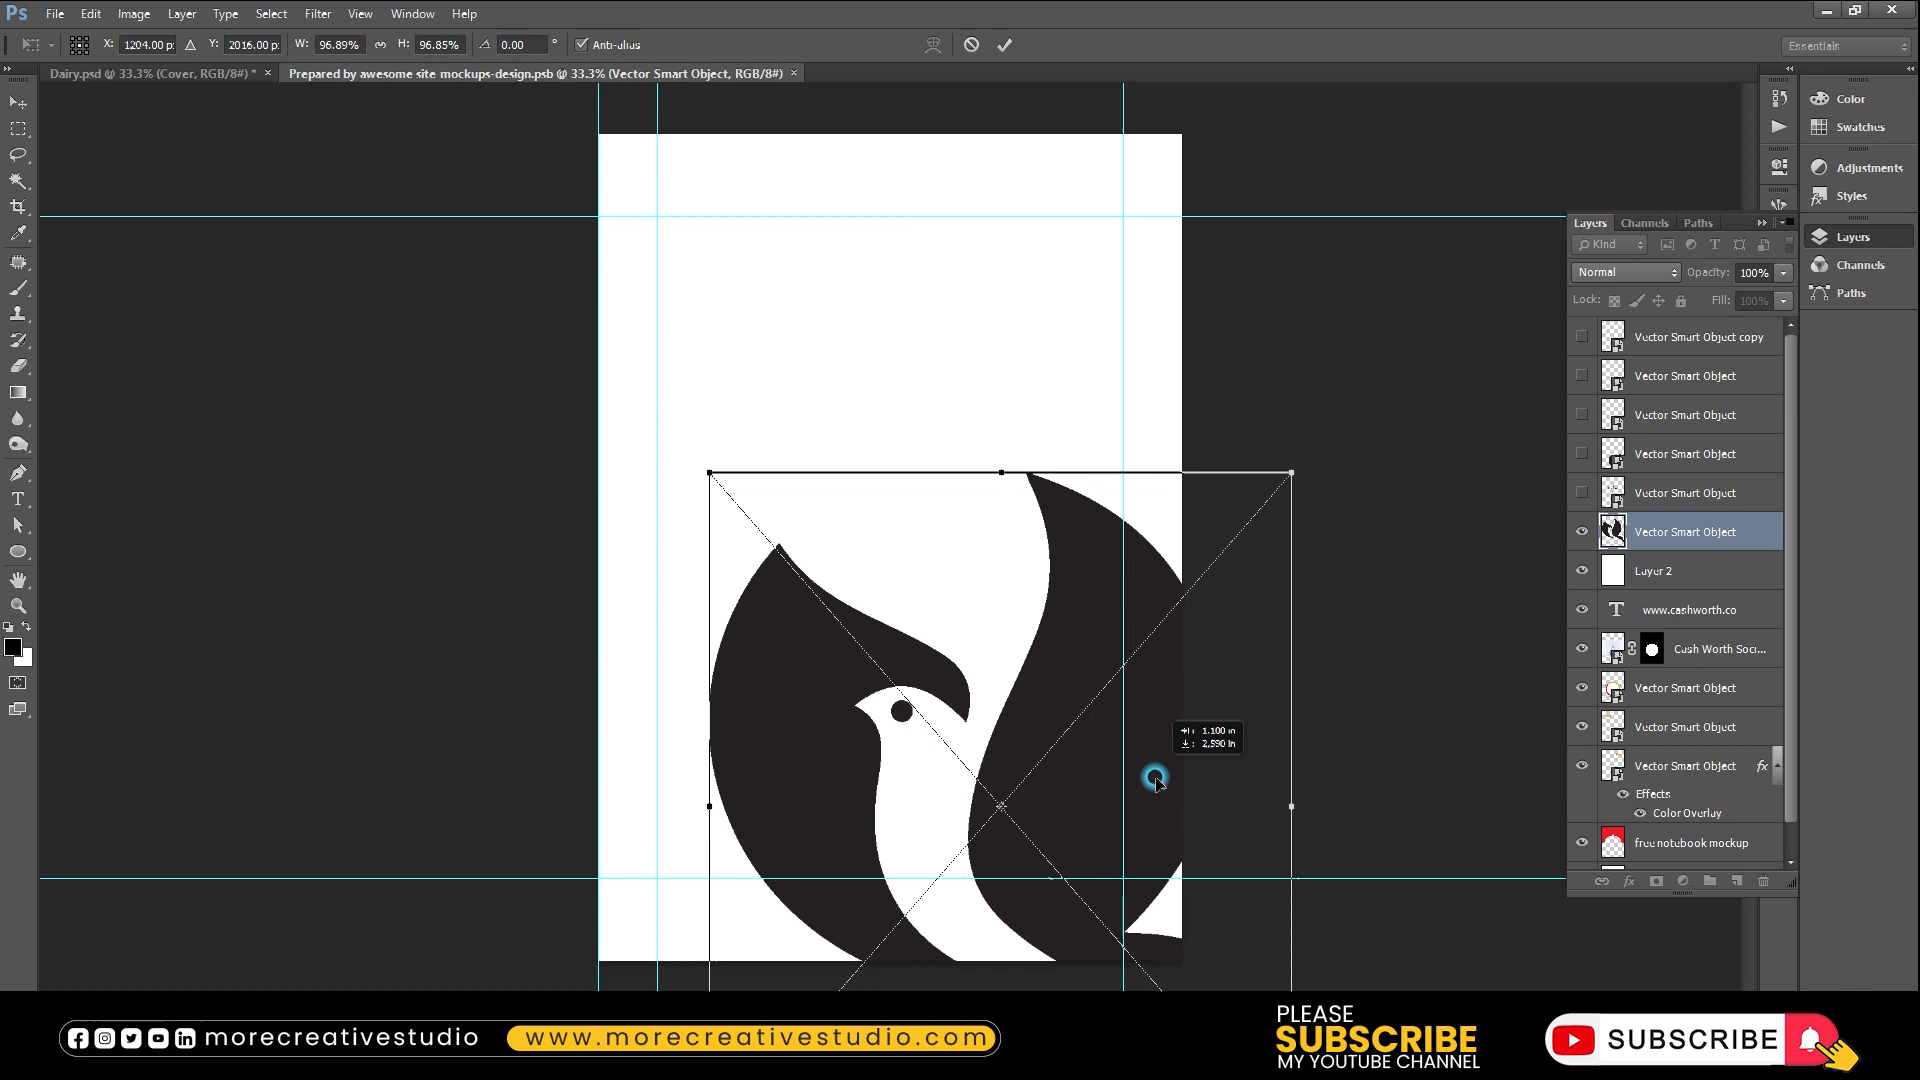 Ps File Edit Image Layer Type Select Filter View Window Help
X: 1204.00 p: Y: 2016.00 p: W: 96.89% H: 96.85% 0.00 ° Anti-alias Essentials
Dairy.psd @ 33.3% (Cover, RGB/8#) * × Prepared by awesome site mockups-design.psb @ 33.3% (Vector Smart Object, RGB/8#) ×
Color
Swatches
Adjustments
Styles
Layers
Channels
Paths
Layers Channels Paths
Kind
Normal Opacity: 100%
Lock: Fill: 100%
Vector Smart Object copy
Vector Smart Object
Vector Smart Object
Vector Smart Object
Vector Smart Object
Vector Smart Object
Layer 2
www.cashworth.co
Cash Worth Soci...
Vector Smart Object
Vector Smart Object
Vector Smart Object fx
Effects
Color Overlay
free notebook mockup
fx
1.100 in
2.590 in
morecreativestudio
www.morecreativestudio.com
PLEASE
SUBSCRIBE
MY YOUTUBE CHANNEL
SUBSCRIBE